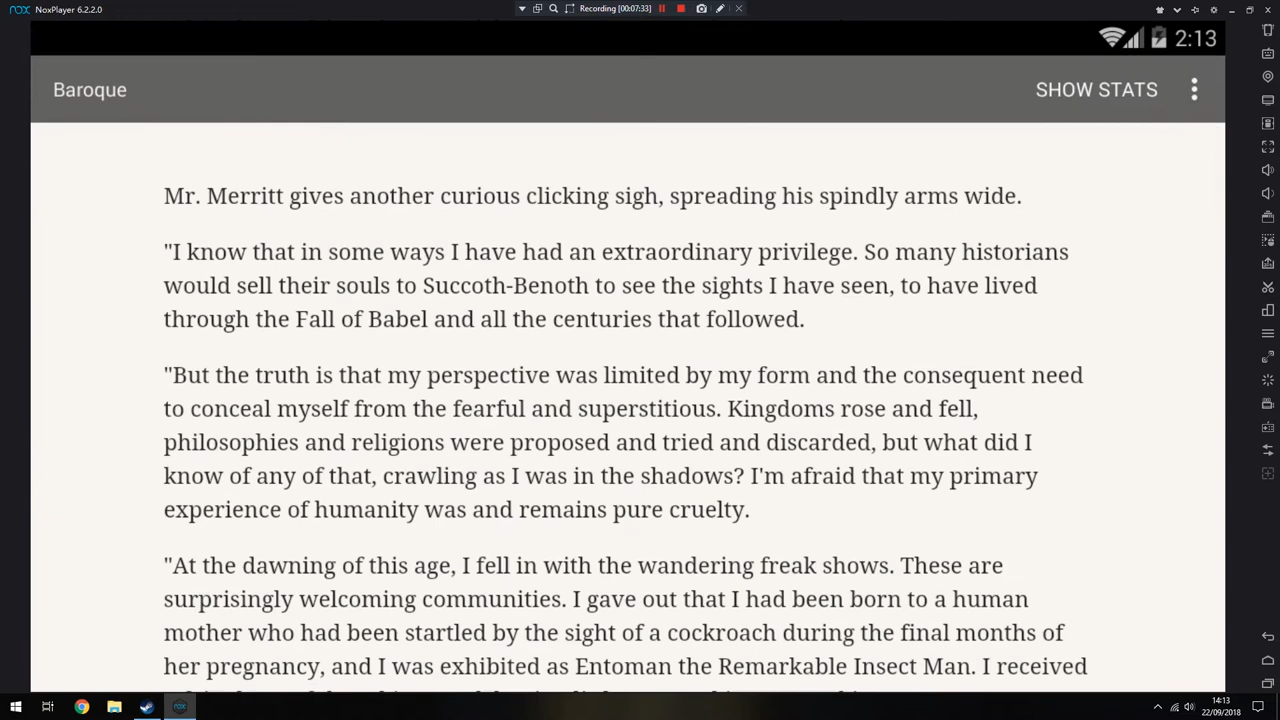 NoxPlayer 6.2.2.0
Recording [00:07:33]
2:13
Baroque
SHOW STATS
Mr. Merritt gives another curious clicking sigh, spreading his spindly arms wide.
"I know that in some ways I have had an extraordinary privilege. So many historians
would sell their souls to Succoth-Benoth to see the sights I have seen, to have lived
through the Fall of Babel and all the centuries that followed.
"But the truth is that my perspective was limited by my form and the consequent need
to conceal myself from the fearful and superstitious. Kingdoms rose and fell,
philosophies and religions were proposed and tried and discarded, but what did I
know of any of that, crawling as I was in the shadows? I'm afraid that my primary
experience of humanity was and remains pure cruelty.
"At the dawning of this age, I fell in with the wandering freak shows. These are
surprisingly welcoming communities. I gave out that I had been born to a human
mother who had been startled by the sight of a cockroach during the final months of
her pregnancy, and I was exhibited as Entoman the Remarkable Insect Man. I received
14:13
22/09/2018